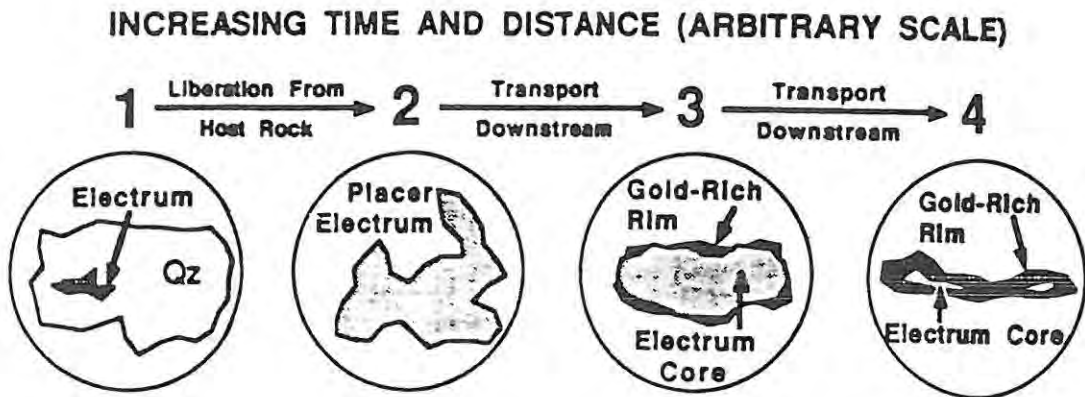 INCREASING TIME AND DISTANCE (ARBITRARY SCALE)
1 Liberation From Host Rock 2 Transport Downstream 3 Transport Downstream 4
Electrum
Qz
Placer
Electrum
Gold-Rich
Rim
Electrum
Core
Gold-Rich
Rim
Electrum Core